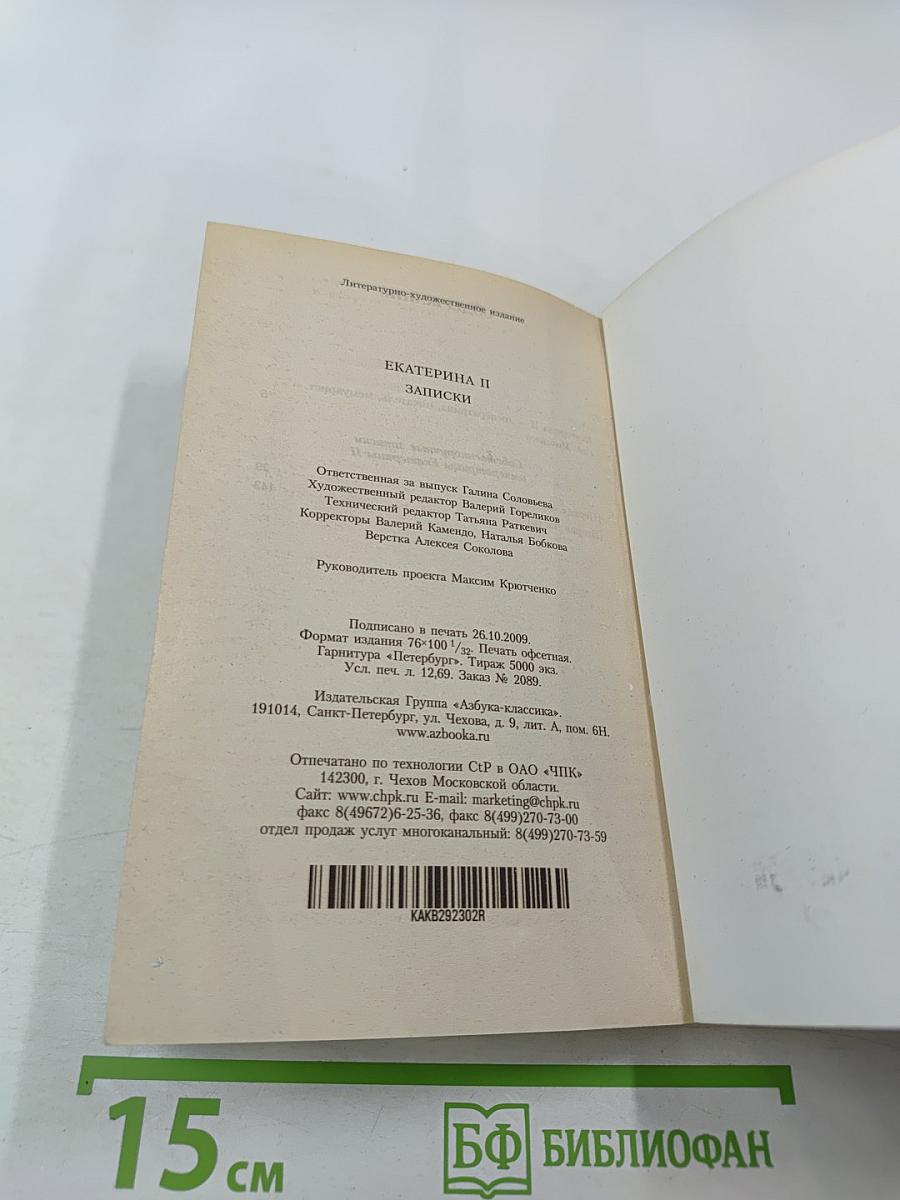 Литературно-художественное издание
ЕКАТЕРИНА II
ЗАПИСКИ
Ответственная за выпуск Галина Соловьева
Художественный редактор Валерий Гореликов
Технический редактор Татьяна Раткевич
Корректоры Валерий Камендо, Наталья Бобкова
Верстка Алексея Соколова
Руководитель проекта Максим Крютченко
Подписано в печать 26.10.2009.
Формат издания 76×100 1/32. Печать офсетная.
Гарнитура «Петербург». Тираж 5000 экз.
Усл. печ. л. 12,69. Заказ № 2089.
Издательская Группа «Азбука-классика».
191014, Санкт-Петербург, ул. Чехова, д. 9, лит. А, пом. 6Н.
www.azbooka.ru
Отпечатано по технологии CtP в ОАО «ЧПК»
142300, г. Чехов Московской области.
Сайт: www.chpk.ru E-mail: marketing@chpk.ru
факс 8(49672)6-25-36, факс 8(499)270-73-00
отдел продаж услуг многоканальный: 8(499)270-73-59
KAKB292302R
15 см
БФ БИБЛИОФАН